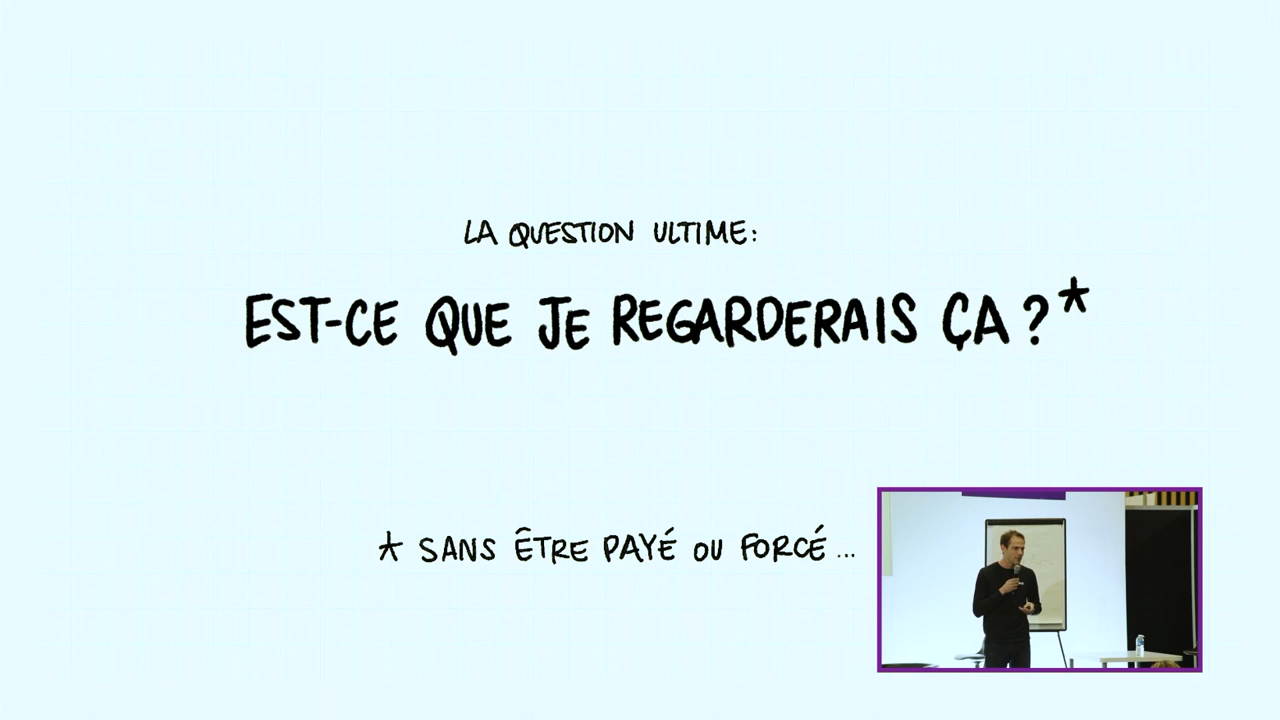 LA QUESTION ULTIME:
EST-CE QUE JE REGARDERAIS ÇA ?*
* SANS ÊTRE PAYÉ OU FORCÉ ...